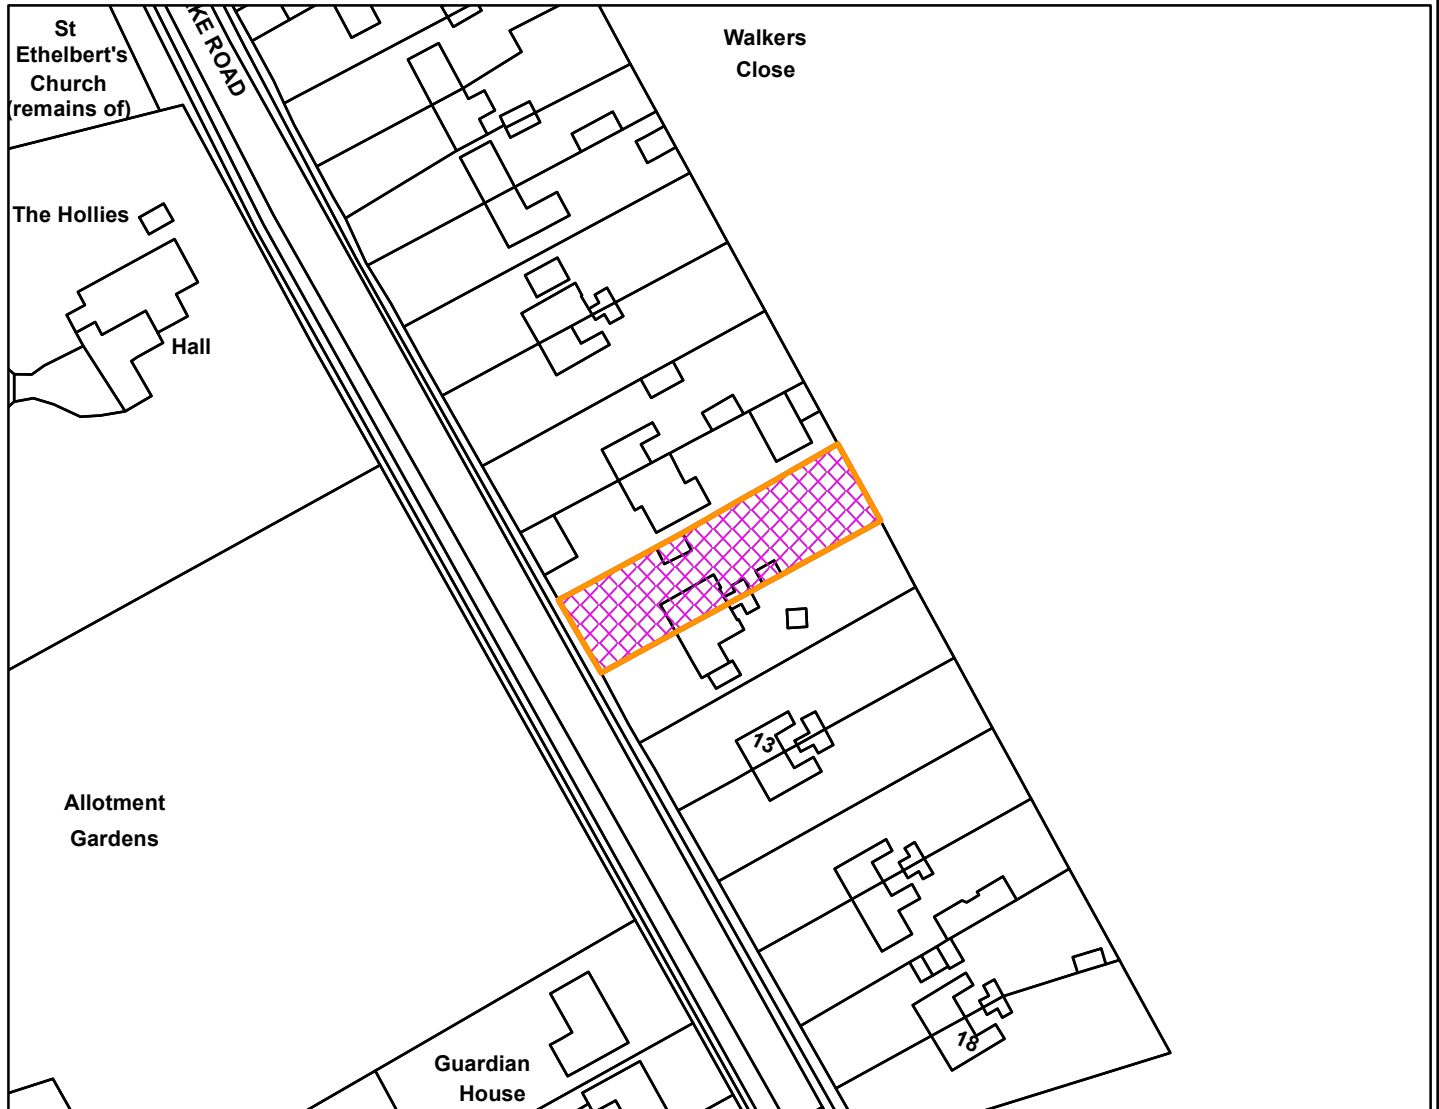 St
Ethelbert's
Church
(remains of)
KE ROAD
Walkers
Close
The Hollies
Hall
13
Allotment
Gardens
18
Guardian
House